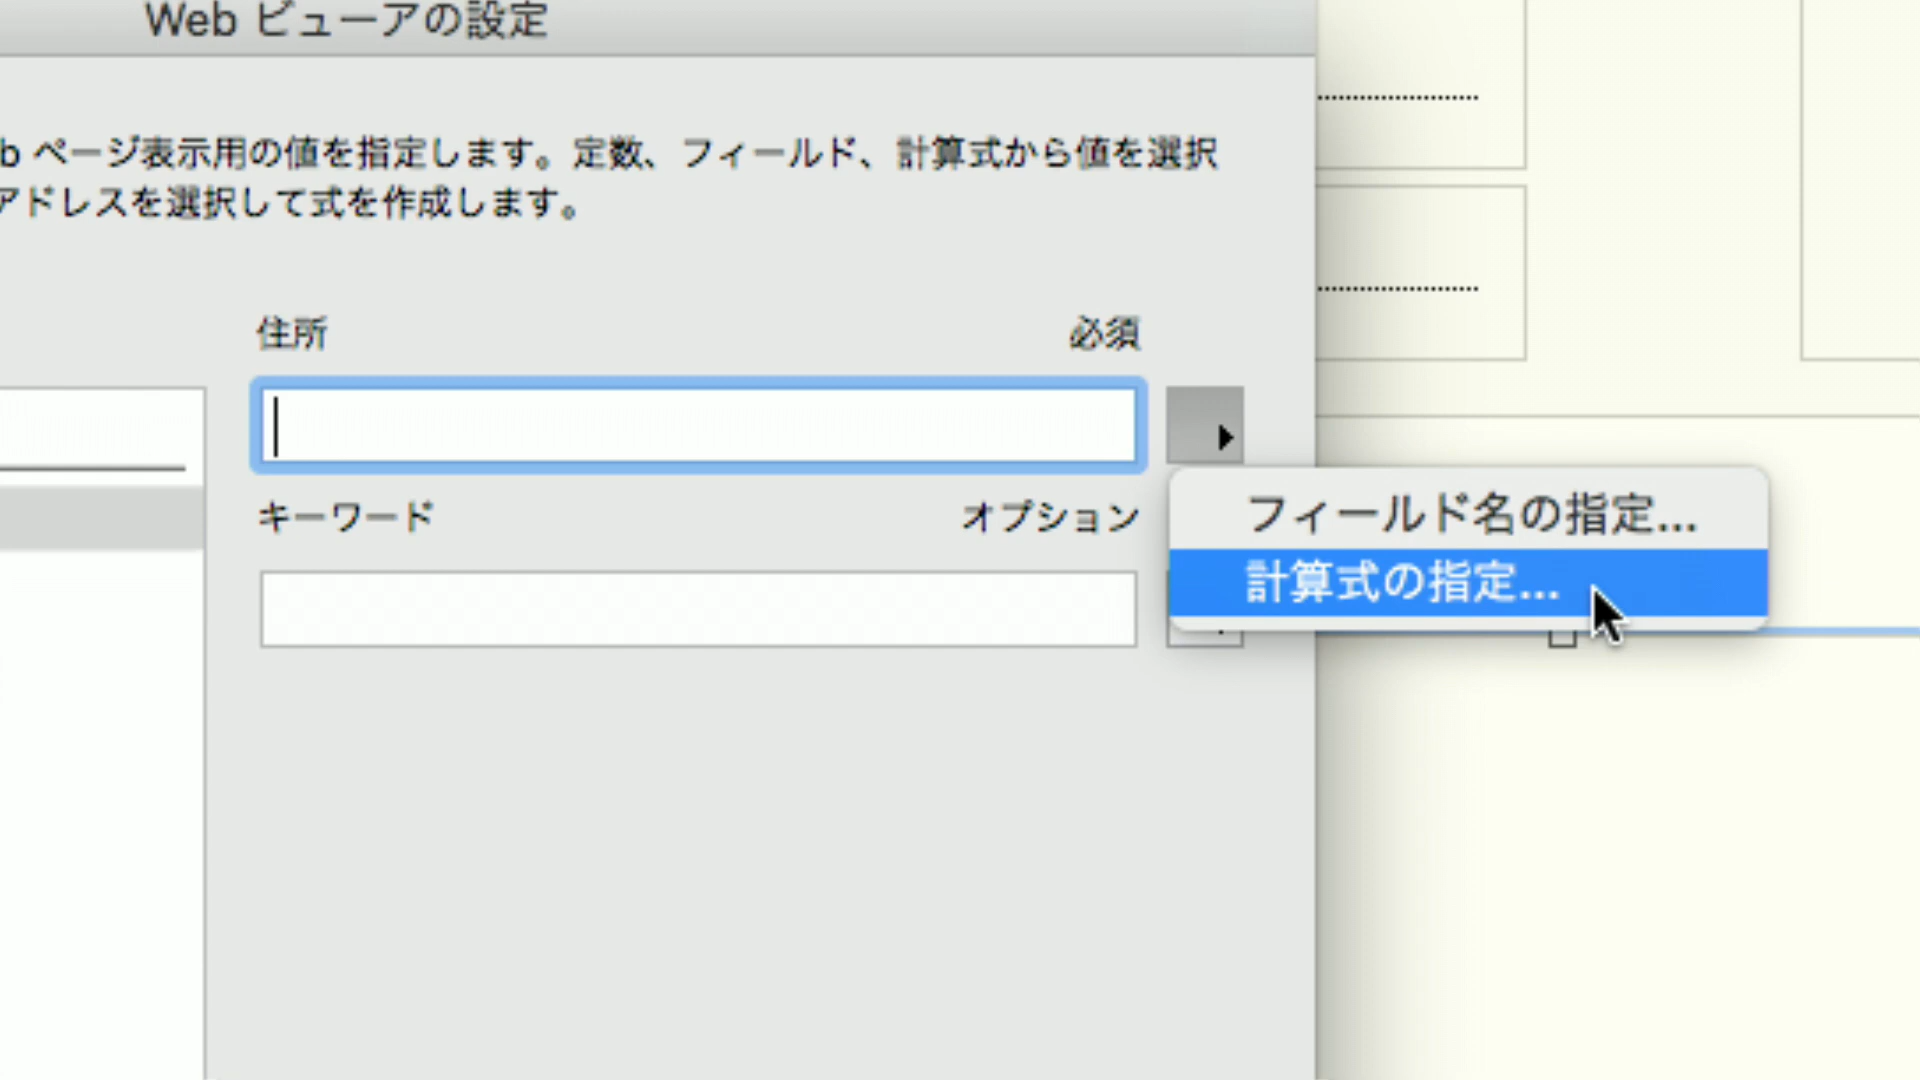 Web ビューアの設定
b ページ表示用の値を指定します。定数、フィールド、計算式から値を選択
アドレスを選択して式を作成します。
住所 必須
キーワード オプション
フィールド名の指定...
計算式の指定...